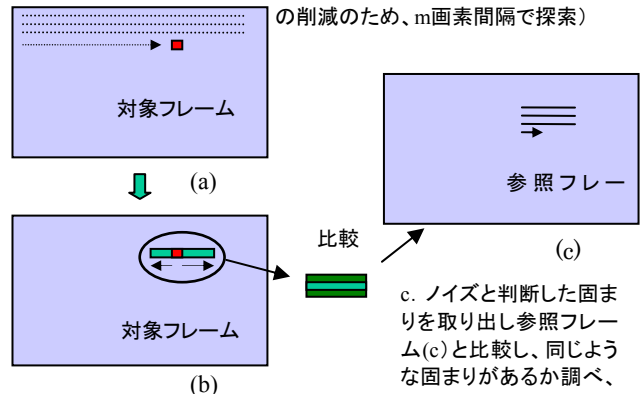 の削減のため、m画素間隔で探索）
対象フレーム
(a)
参照フレー
(c)
比較
対象フレーム
(b)
c. ノイズと判断した固ま
りを取り出し参照フレー
ム(c)と比較し、同じよう
な固まりがあるか調べ、